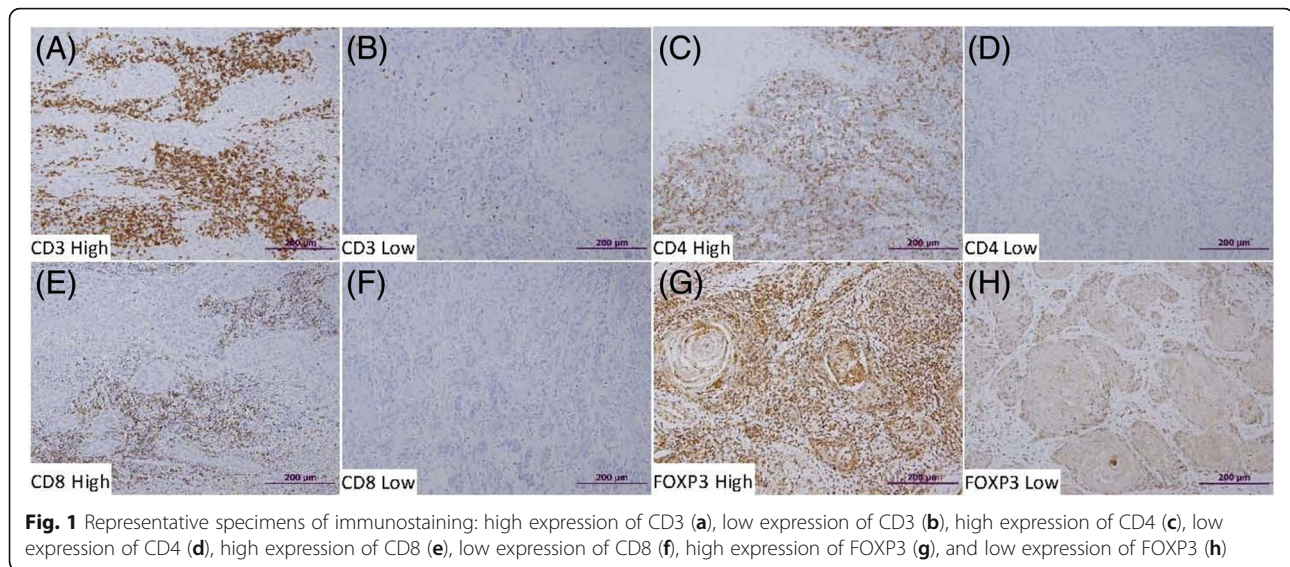 (A) (B) (C) (D)
200 µm 200 µm 200 µm 200 µm
CD3 High CD3 Low CD4 High CD4 Low
(E) (F) (G) (H)
200 µm 200 µm 200 µm 200 µm
CD8 High CD8 Low FOXP3 High FOXP3 Low
Fig. 1 Representative specimens of immunostaining: high expression of CD3 (a), low expression of CD3 (b), high expression of CD4 (c), low
expression of CD4 (d), high expression of CD8 (e), low expression of CD8 (f), high expression of FOXP3 (g), and low expression of FOXP3 (h)